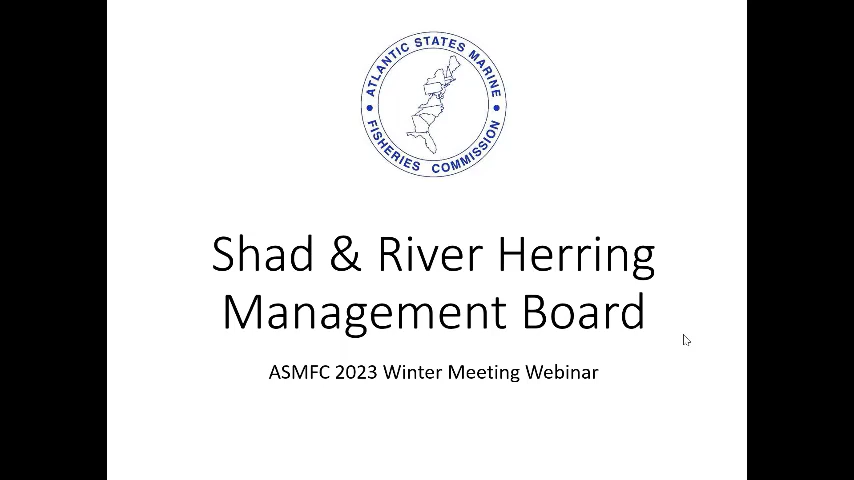 ATLANTIC STATES MARINE
FISHERIES COMMISSION
Shad & River Herring
Management Board
ASMFC 2023 Winter Meeting Webinar